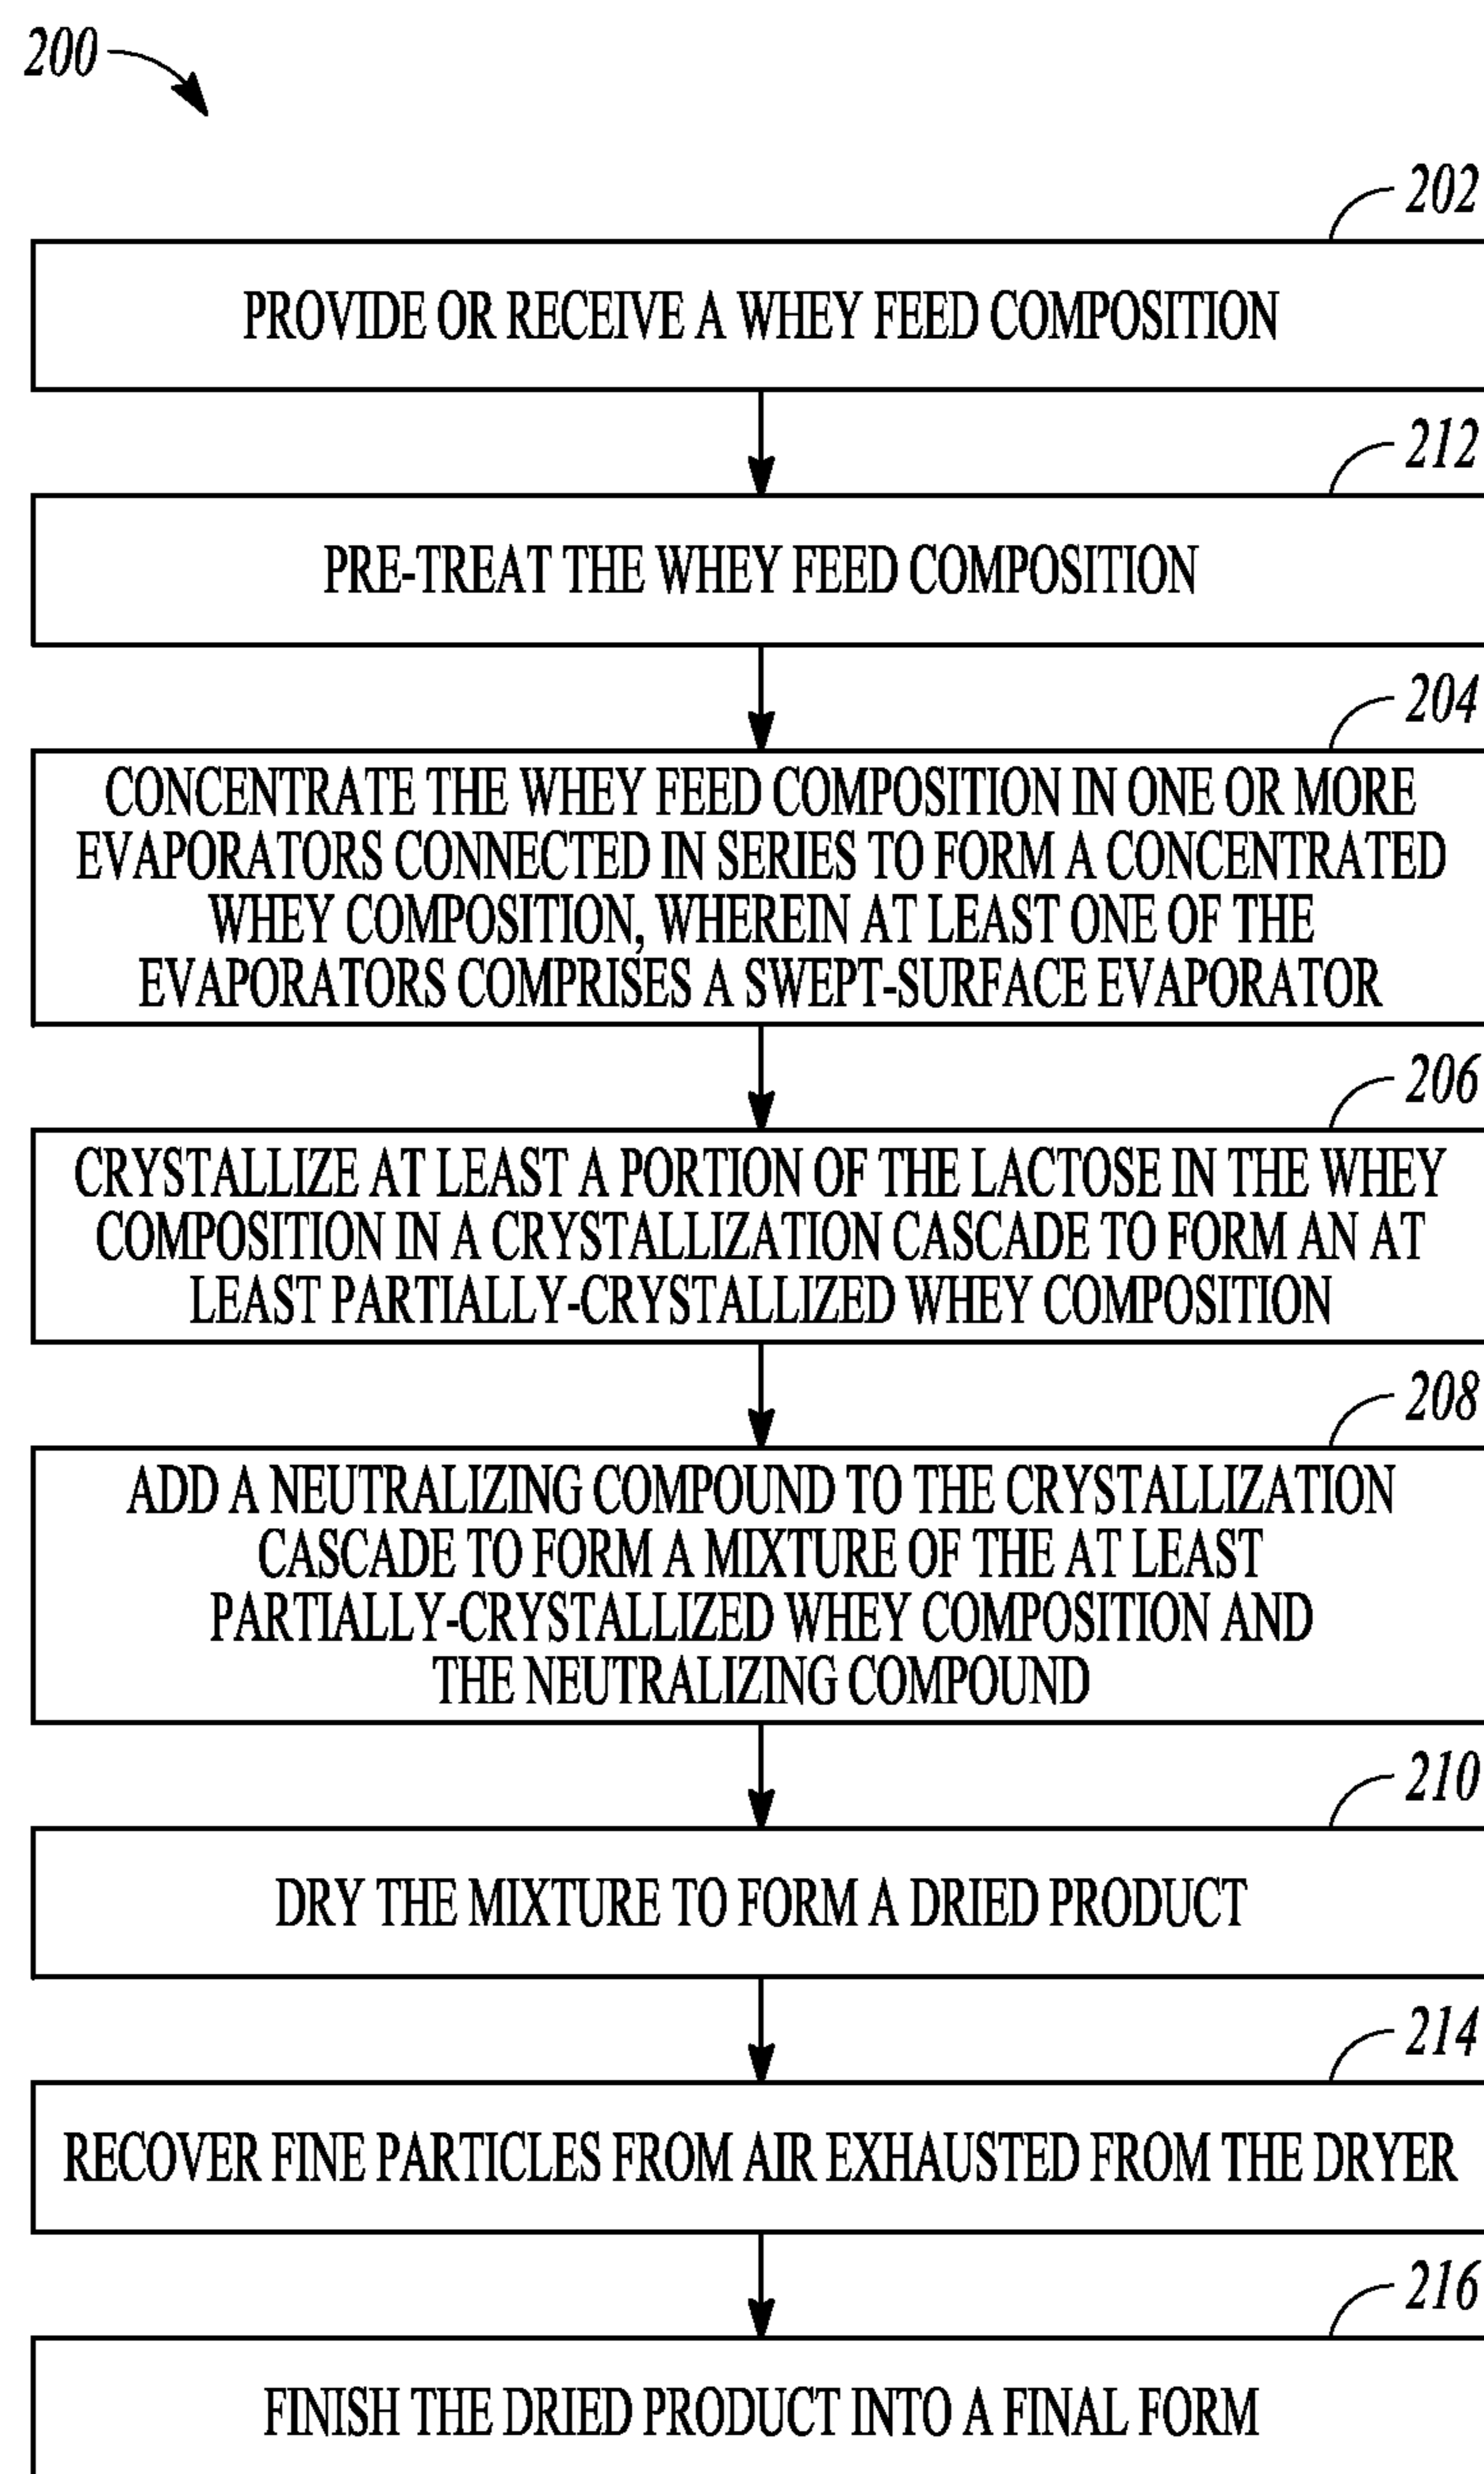 200
202
PROVIDE OR RECEIVE A WHEY FEED COMPOSITION
212
PRE-TREAT THE WHEY FEED COMPOSITION
204
CONCENTRATE THE WHEY FEED COMPOSITION IN ONE OR MORE
EVAPORATORS CONNECTED IN SERIES TO FORM A CONCENTRATED
WHEY COMPOSITION, WHEREIN AT LEAST ONE OF THE
EVAPORATORS COMPRISES A SWEPT-SURFACE EVAPORATOR
206
CRYSTALLIZE AT LEAST A PORTION OF THE LACTOSE IN THE WHEY
COMPOSITION IN A CRYSTALLIZATION CASCADE TO FORM AN AT
LEAST PARTIALLY-CRYSTALLIZED WHEY COMPOSITION
208
ADD A NEUTRALIZING COMPOUND TO THE CRYSTALLIZATION
CASCADE TO FORM A MIXTURE OF THE AT LEAST
PARTIALLY-CRYSTALLIZED WHEY COMPOSITION AND
THE NEUTRALIZING COMPOUND
210
DRY THE MIXTURE TO FORM A DRIED PRODUCT
214
RECOVER FINE PARTICLES FROM AIR EXHAUSTED FROM THE DRYER
216
FINISH THE DRIED PRODUCT INTO A FINAL FORM